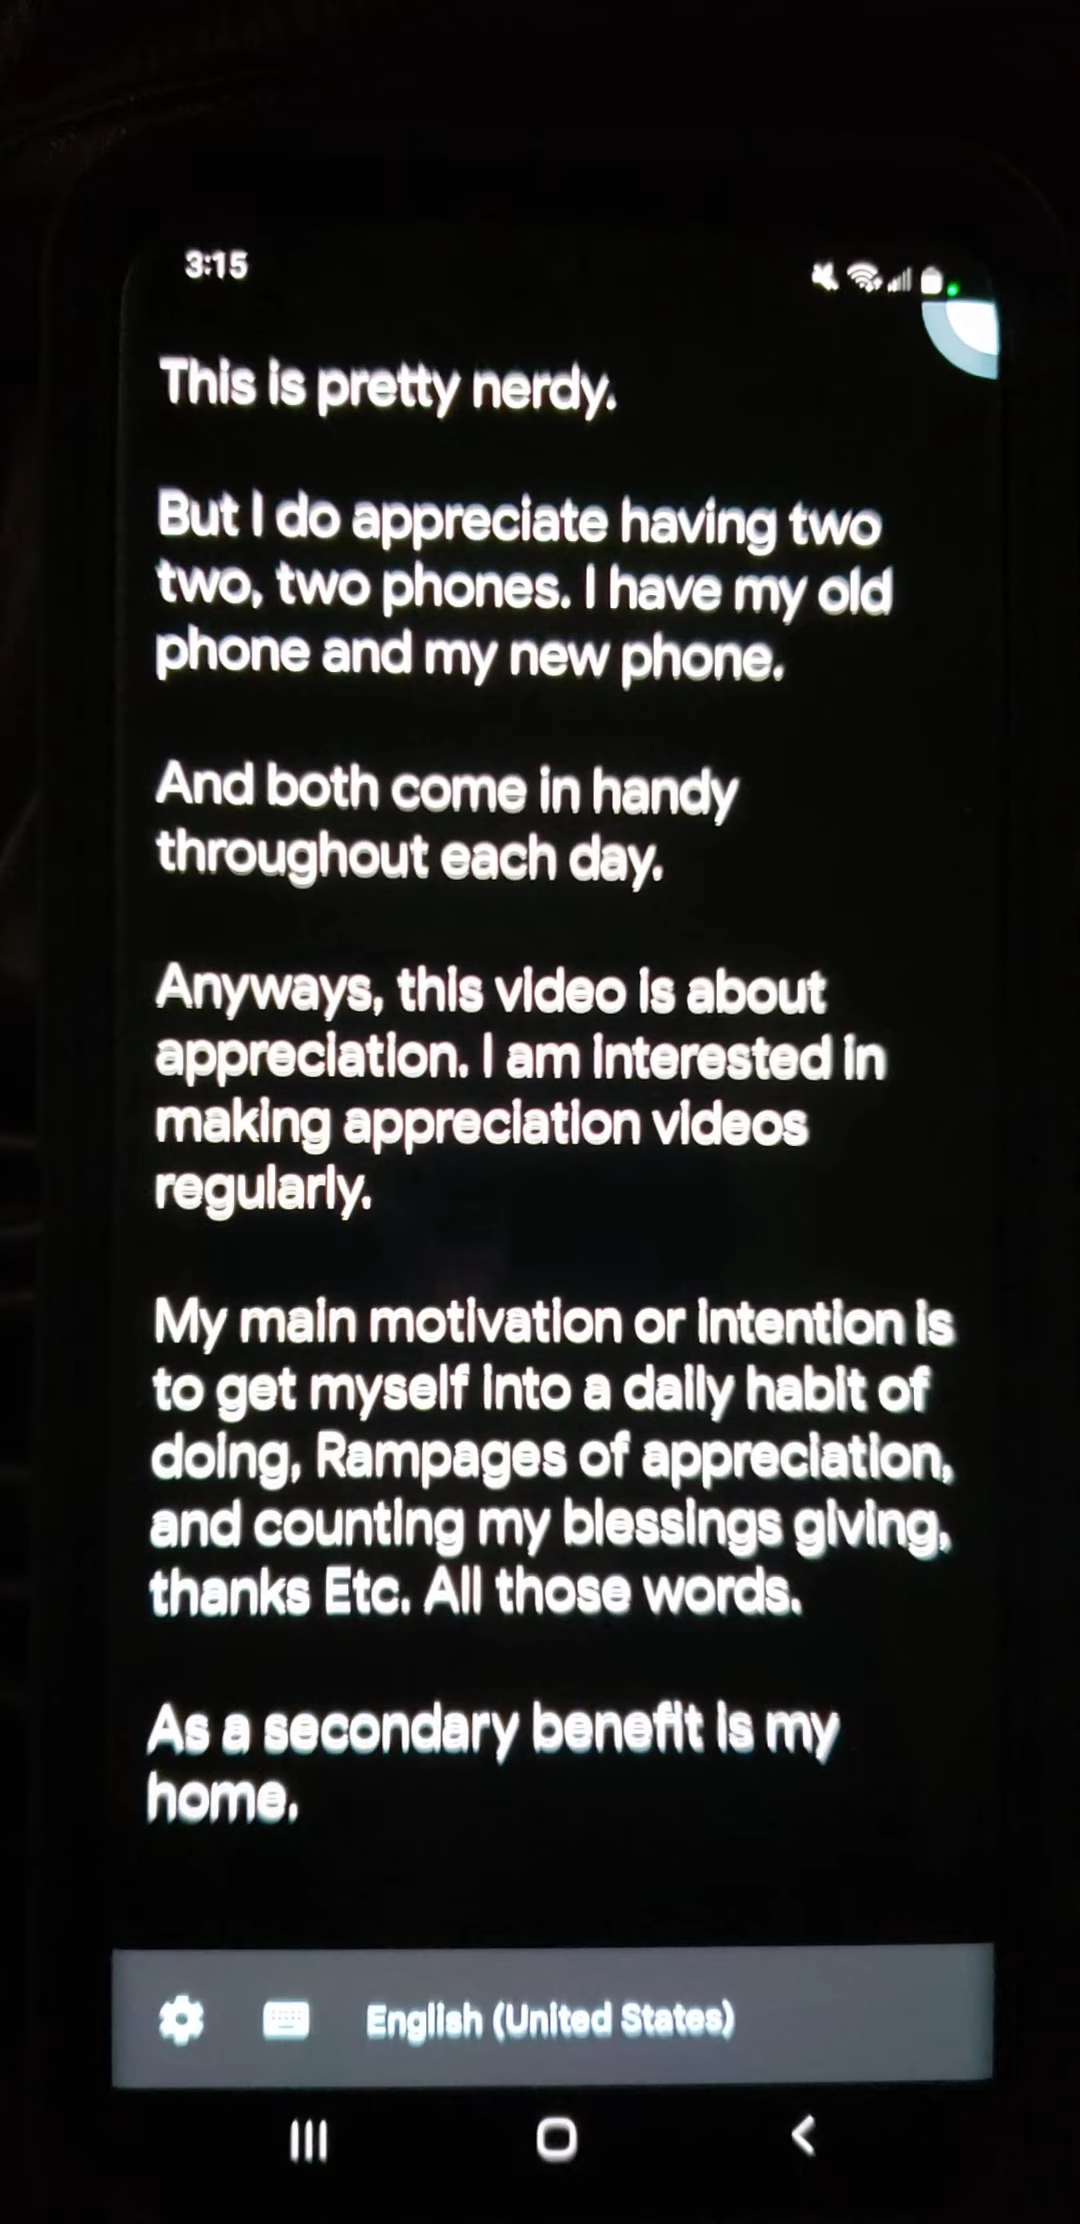 3:15
This is pretty nerdy.
But I do appreciate having two
two, two phones. I have my old
phone and my new phone.
And both come in handy
throughout each day.
Anyways, this video is about
appreciation. I am interested in
making appreciation videos
regularly.
My main motivation or intention is
to get myself into a daily habit of
doing, Rampages of appreciation,
and counting my blessings giving,
thanks Etc. All those words.
As a secondary benefit is my
home.
English (United States)